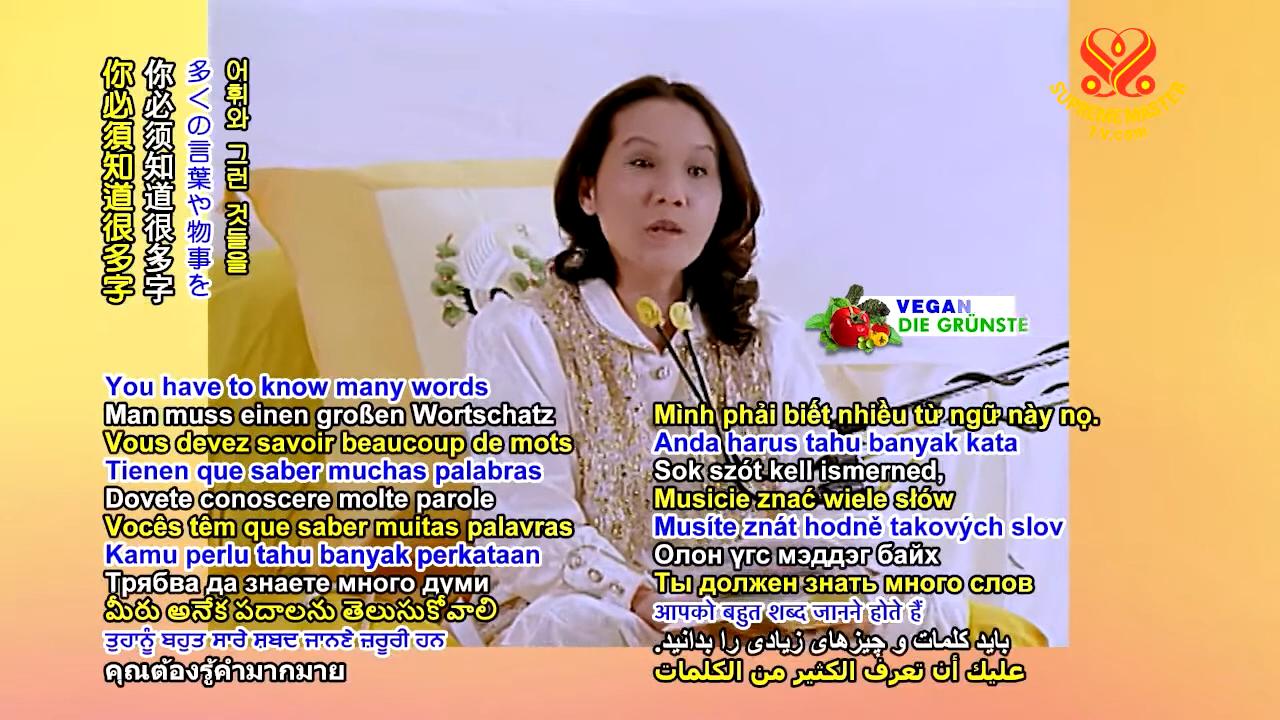 어휘와 그런 것들을
多くの言葉や物事を
你必须知道很多字
你必須知道很多字
SUPREME MASTER
TV.COM
VEGAN
DIE GRÜNSTE
You have to know many words
Man muss einen großen Wortschatz
Vous devez savoir beaucoup de mots
Tienen que saber muchas palabras
Dovete conoscere molte parole
Vocês têm que saber muitas palavras
Kamu perlu tahu banyak perkataan
Трябва да знаете много думи
మీరు అనేక పదాలను తెలుసుకోవాలి
ਤੁਹਾਨੂੰ ਬਹੁਤ ਸਾਰੇ ਸ਼ਬਦ ਜਾਨਣੇ ਜ਼ਰੂਰੀ ਹਨ
คุณต้องรู้คำมากมาย
Mình phải biết nhiều từ ngữ này nọ.
Anda harus tahu banyak kata
Sok szót kell ismerned,
Musicie znać wiele słów
Musíte znát hodně takových slov
Олон үгс мэддэг байх
Ты должен знать много слов
आपको बहुत शब्द जानने होते हैं
باید کلمات و چیزهای زیادی را بدانید.
عليك أن تعرف الكثير من الكلمات